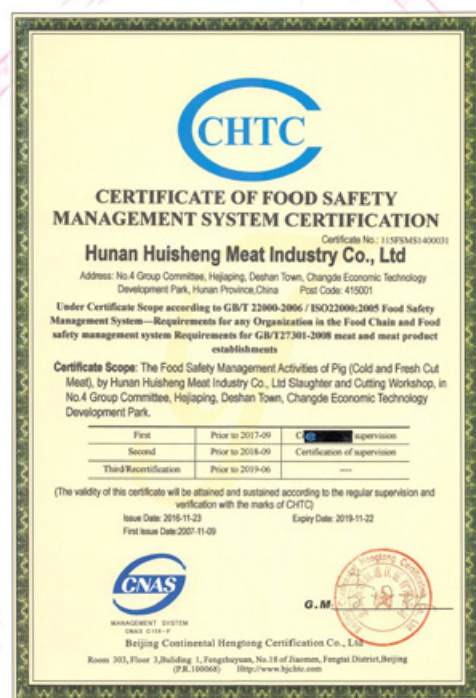 CHTC
CERTIFICATE OF FOOD SAFETY
MANAGEMENT SYSTEM CERTIFICATION
Certificate No.: 115FSMS1400031
Hunan Huisheng Meat Industry Co., Ltd
Address: No.4 Group Committee, Hejiaping, Deshan Town, Changde Economic Technology
Development Park, Hunan Province,China Post Code: 415001
Under Certificate Scope according to GB/T 22000-2006 / ISO22000:2005 Food Safety
Management System—Requirements for any Organization in the Food Chain and Food
safety management system Requirements for GB/T27301-2008 meat and meat product
establishments
Certificate Scope: The Food Safety Management Activities of Pig (Cold and Fresh Cut
Meat), by Hunan Huisheng Meat Industry Co., Ltd Slaughter and Cutting Workshop, in
No.4 Group Committee, Hejiaping, Deshan Town, Changde Economic Technology
Development Park.
First Prior to 2017-09 supervision
Second Prior to 2018-09 Certification of supervision
Third/Recertification Prior to 2019-06 ----
(The validity of this certificate will be attained and sustained according to the regular supervision and
verification with the marks of CHTC)
Issue Date: 2016-11-23 Expiry Date: 2019-11-22
First Issue Date:2007-11-09
CNAS
MANAGEMENT SYSTEM
CNAS C115-F
G.M.
Beijing Continental Hengtong Certification Co., Ltd
Room 303,Floor 3,Building 1,Fengzhuyuan, No.18 of Jiaomen, Fengtai District,Beijing
(P.R.100068) Http://www.bjchtc.com